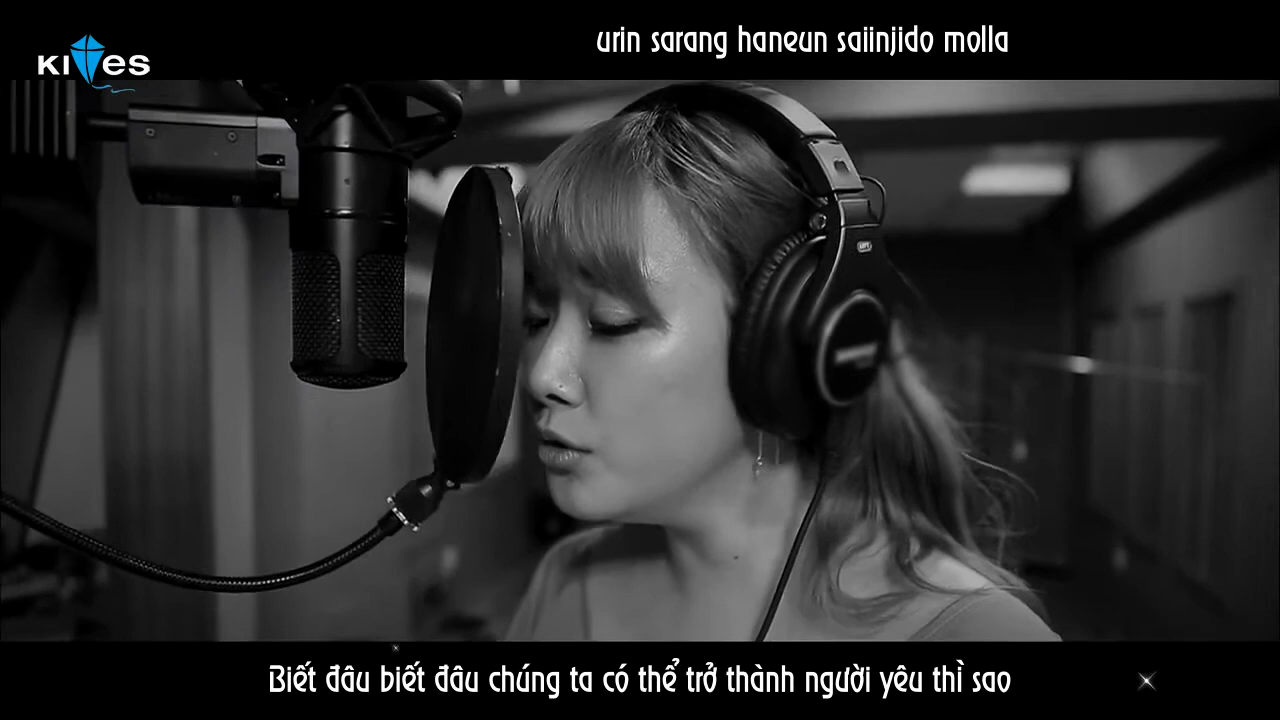 urin sarang haneun saiinjido molla
KITES
Biết đâu biết đâu chúng ta có thể trở thành người yêu thì sao